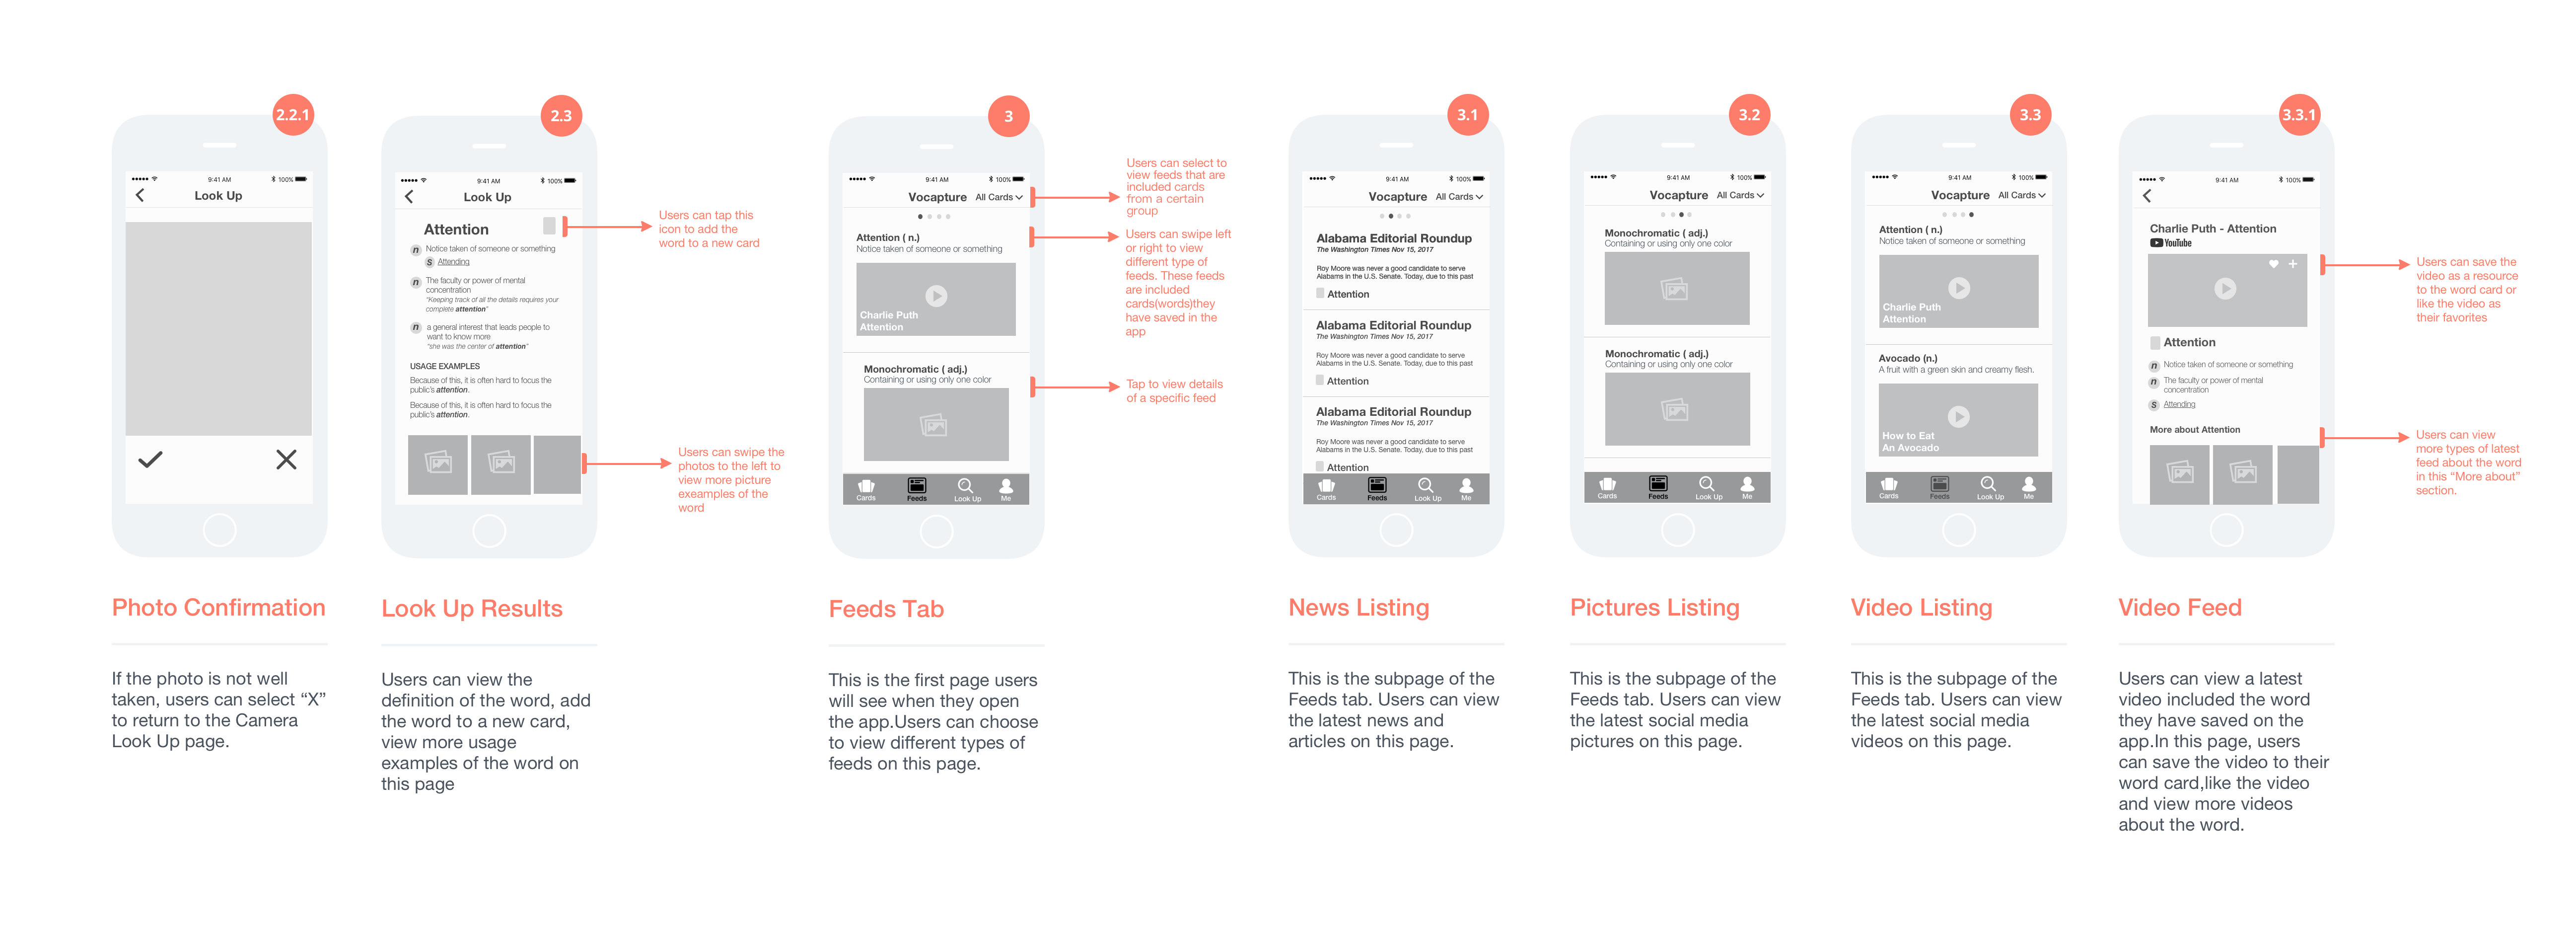 2.2.1
9:41 AM
100%
Look Up
Photo Confirmation
If the photo is not well
taken, users can select “X”
to return to the Camera
Look Up page.
2.3
9:41 AM
100%
Look Up
Attention
n Notice taken of someone or something
S Attending
n The faculty or power of mental
concentration
"Keeping track of all the details requires your
complete attention"
n a general interest that leads people to
want to know more
"she was the center of attention"
USAGE EXAMPLES
Because of this, it is often hard to focus the
public's attention.
Because of this, it is often hard to focus the
public's attention.
Users can tap this
icon to add the
word to a new card
Users can swipe the
photos to the left to
view more picture
exeamples of the
word
Look Up Results
Users can view the
definition of the word, add
the word to a new card,
view more usage
examples of the word on
this page
3
9:41 AM
100%
Vocapture All Cards
Attention ( n.)
Notice taken of someone or something
Charlie Puth
Attention
Monochromatic ( adj.)
Containing or using only one color
Cards Feeds Look Up Me
Users can select to
view feeds that are
included cards
from a certain
group
Users can swipe left
or right to view
different type of
feeds. These feeds
are included
cards(words)they
have saved in the
app
Tap to view details
of a specific feed
Feeds Tab
This is the first page users
will see when they open
the app.Users can choose
to view different types of
feeds on this page.
3.1
9:41 AM
100%
Vocapture All Cards
Alabama Editorial Roundup
The Washington Times Nov 15, 2017
Roy Moore was never a good candidate to serve
Alabams in the U.S. Senate. Today, due to this past
Attention
Alabama Editorial Roundup
The Washington Times Nov 15, 2017
Roy Moore was never a good candidate to serve
Alabams in the U.S. Senate. Today, due to this past
Attention
Alabama Editorial Roundup
The Washington Times Nov 15, 2017
Roy Moore was never a good candidate to serve
Alabams in the U.S. Senate. Today, due to this past
Attention
Cards Feeds Look Up Me
News Listing
This is the subpage of the
Feeds tab. Users can view
the latest news and
articles on this page.
3.2
9:41 AM
100%
Vocapture All Cards
Monochromatic ( adj.)
Containing or using only one color
Monochromatic ( adj.)
Containing or using only one color
Cards Feeds Look Up Me
Pictures Listing
This is the subpage of the
Feeds tab. Users can view
the latest social media
pictures on this page.
3.3
9:41 AM
100%
Vocapture All Cards
Attention ( n.)
Notice taken of someone or something
Charlie Puth
Attention
Avocado (n.)
A fruit with a green skin and creamy flesh.
How to Eat
An Avocado
Cards Feeds Look Up Me
Video Listing
This is the subpage of the
Feeds tab. Users can view
the latest social media
videos on this page.
3.3.1
9:41 AM
100%
Charlie Puth - Attention
YouTube
Attention
n Notice taken of someone or something
n The faculty or power of mental
concentration
S Attending
More about Attention
Users can save the
video as a resource
to the word card or
like the video as
their favorites
Users can view
more types of latest
feed about the word
in this “More about”
section.
Video Feed
Users can view a latest
video included the word
they have saved on the
app.In this page, users
can save the video to their
word card,like the video
and view more videos
about the word.